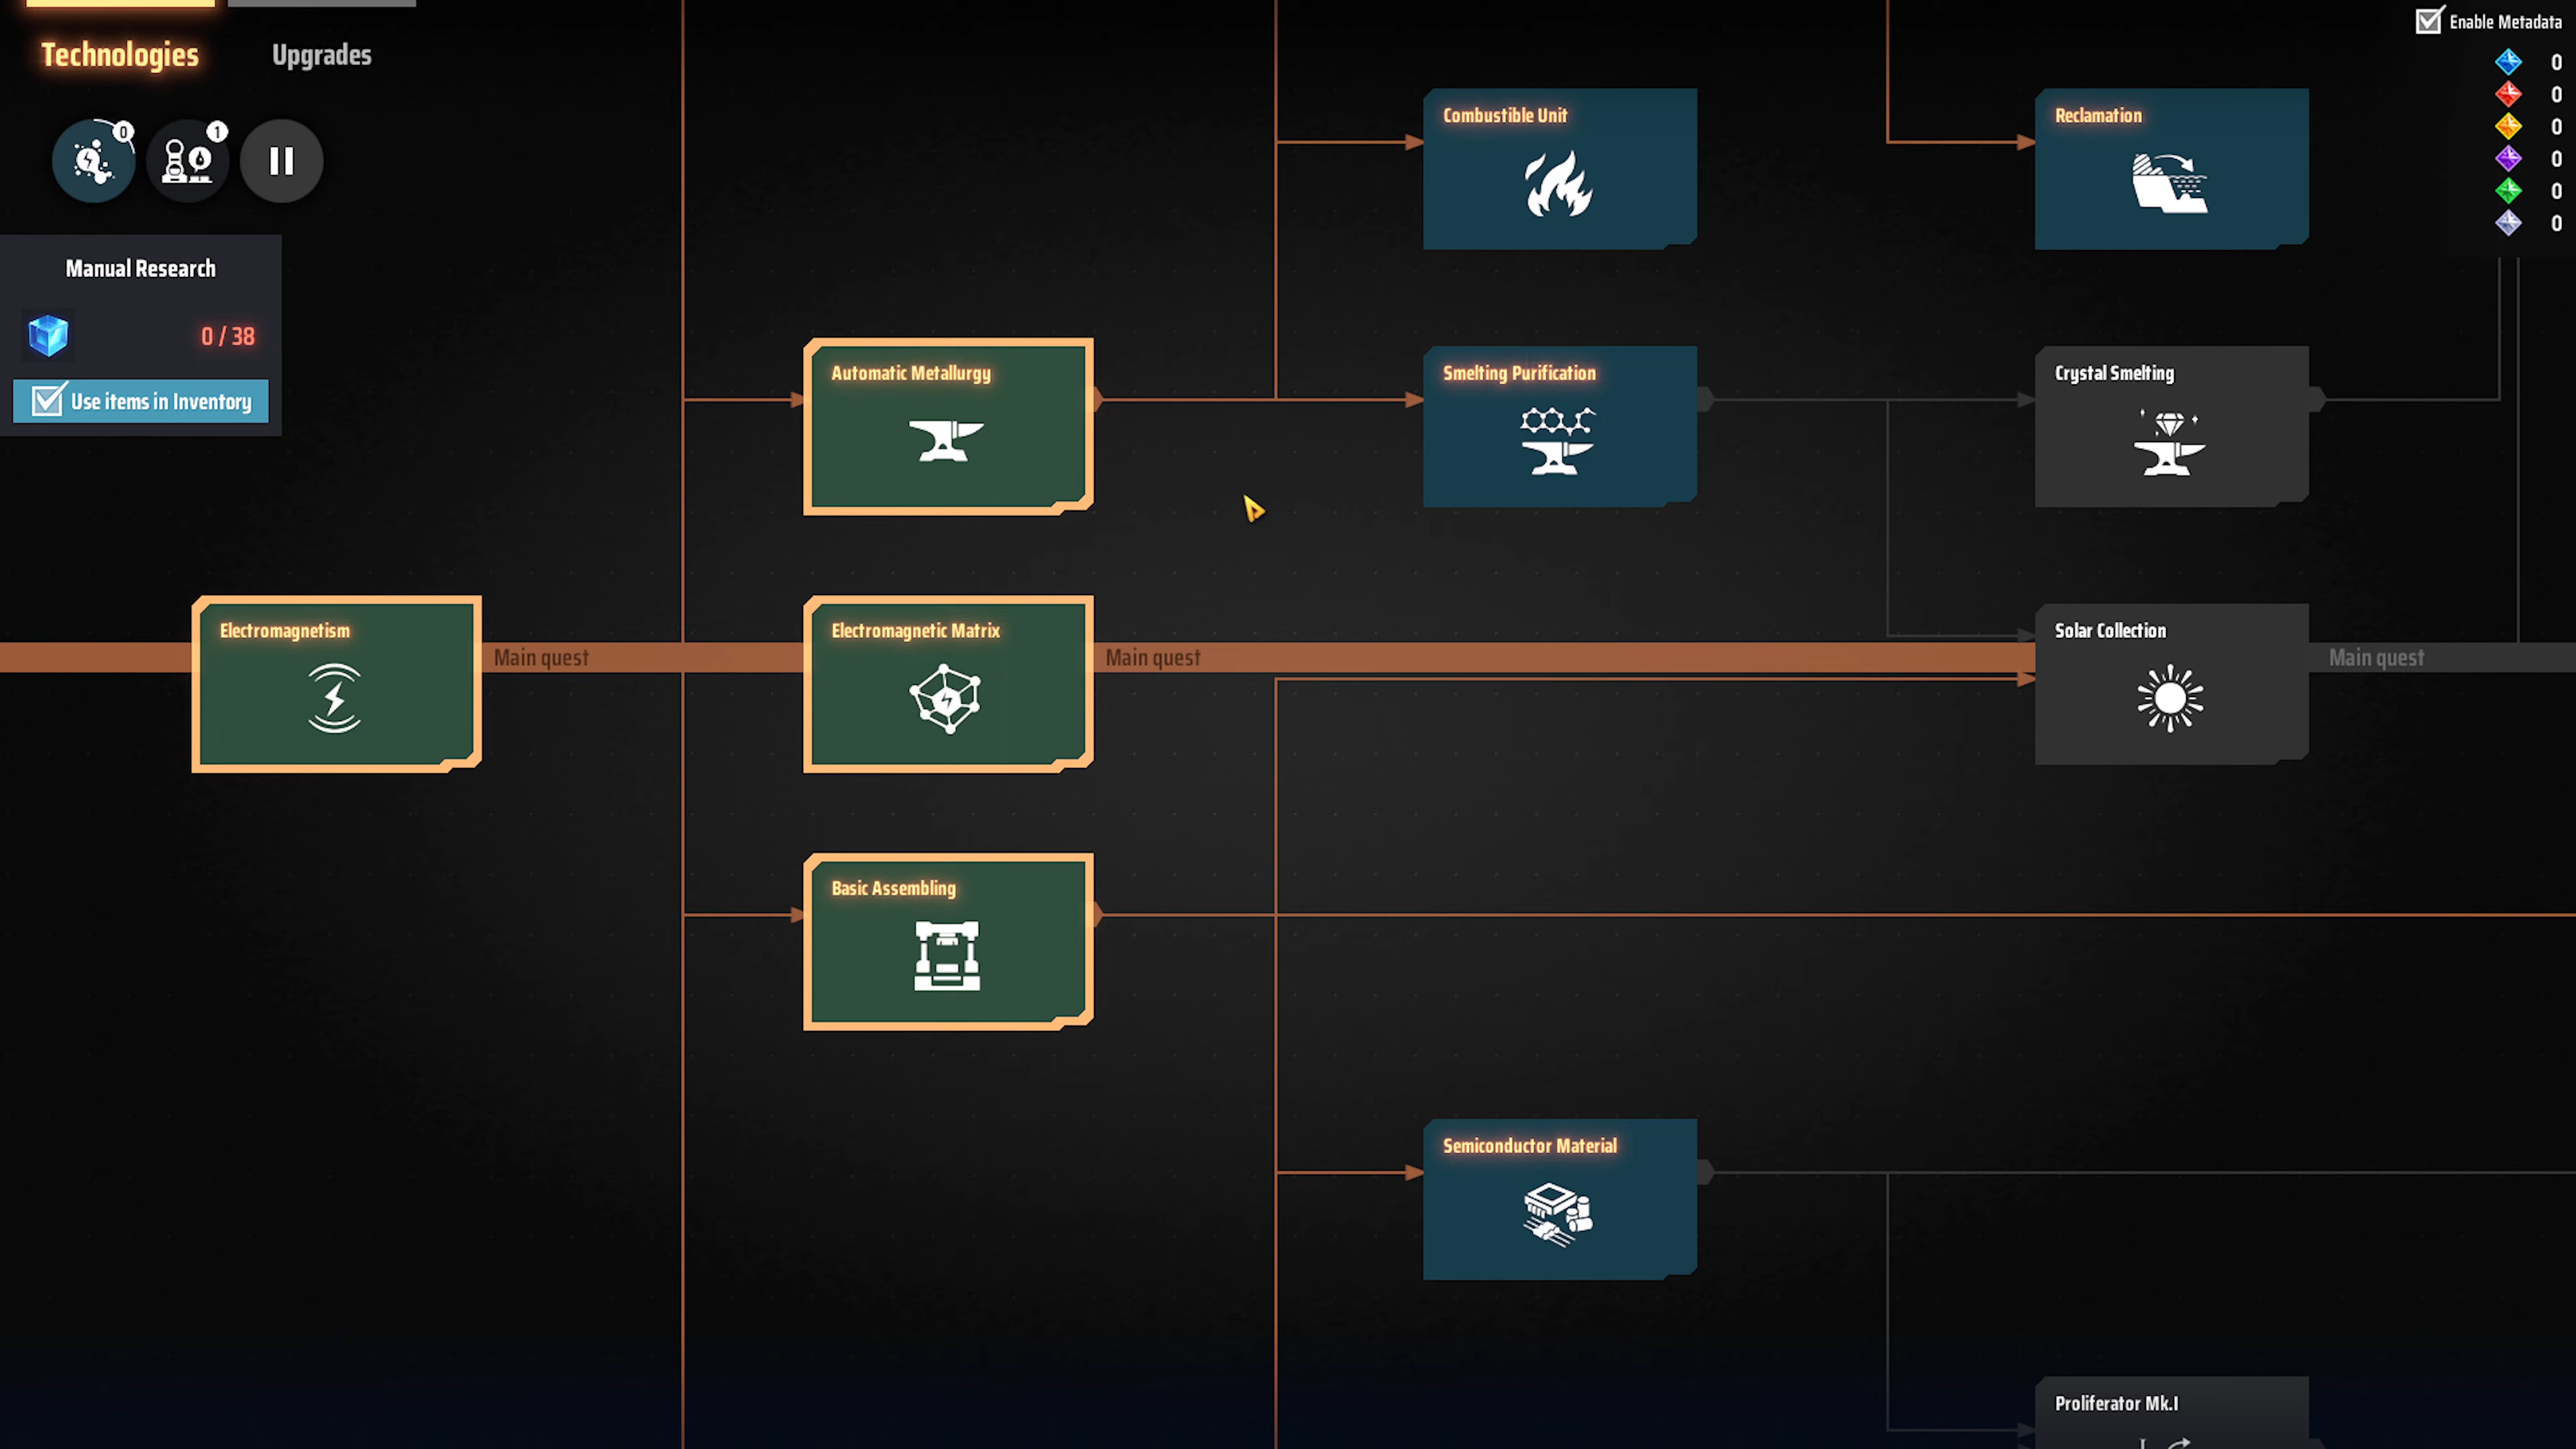 Technologies
Upgrades
Enable Metadata
0
0
0
0
0
0
0
1
Manual Research
0 / 38
Use items in Inventory
Combustible Unit
Reclamation
Automatic Metallurgy
Smelting Purification
Crystal Smelting
Electromagnetism
Main quest
Electromagnetic Matrix
Main quest
Solar Collection
Main quest
Basic Assembling
Semiconductor Material
Proliferator Mk.I